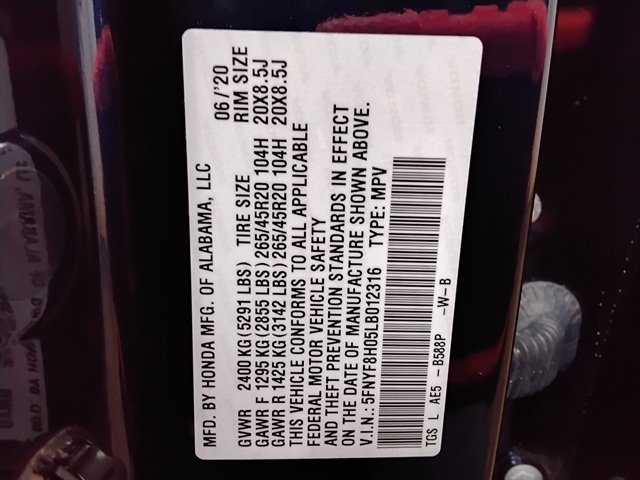 MFD. BY HONDA MFG. OF ALABAMA, LLC 06/'20
GVWR 2400 KG (5291 LBS) TIRE SIZE RIM SIZE
GAWR F 1295 KG (2855 LBS) 265/45R20 104H 20X8.5J
GAWR R 1425 KG (3142 LBS) 265/45R20 104H 20X8.5J
THIS VEHICLE CONFORMS TO ALL APPLICABLE
FEDERAL MOTOR VEHICLE SAFETY
AND THEFT PREVENTION STANDARDS IN EFFECT
ON THE DATE OF MANUFACTURE SHOWN ABOVE.
V.I.N.: 5FNYF8H05LB012316 TYPE: MPV
TGS L AE5 - B588P -W-B